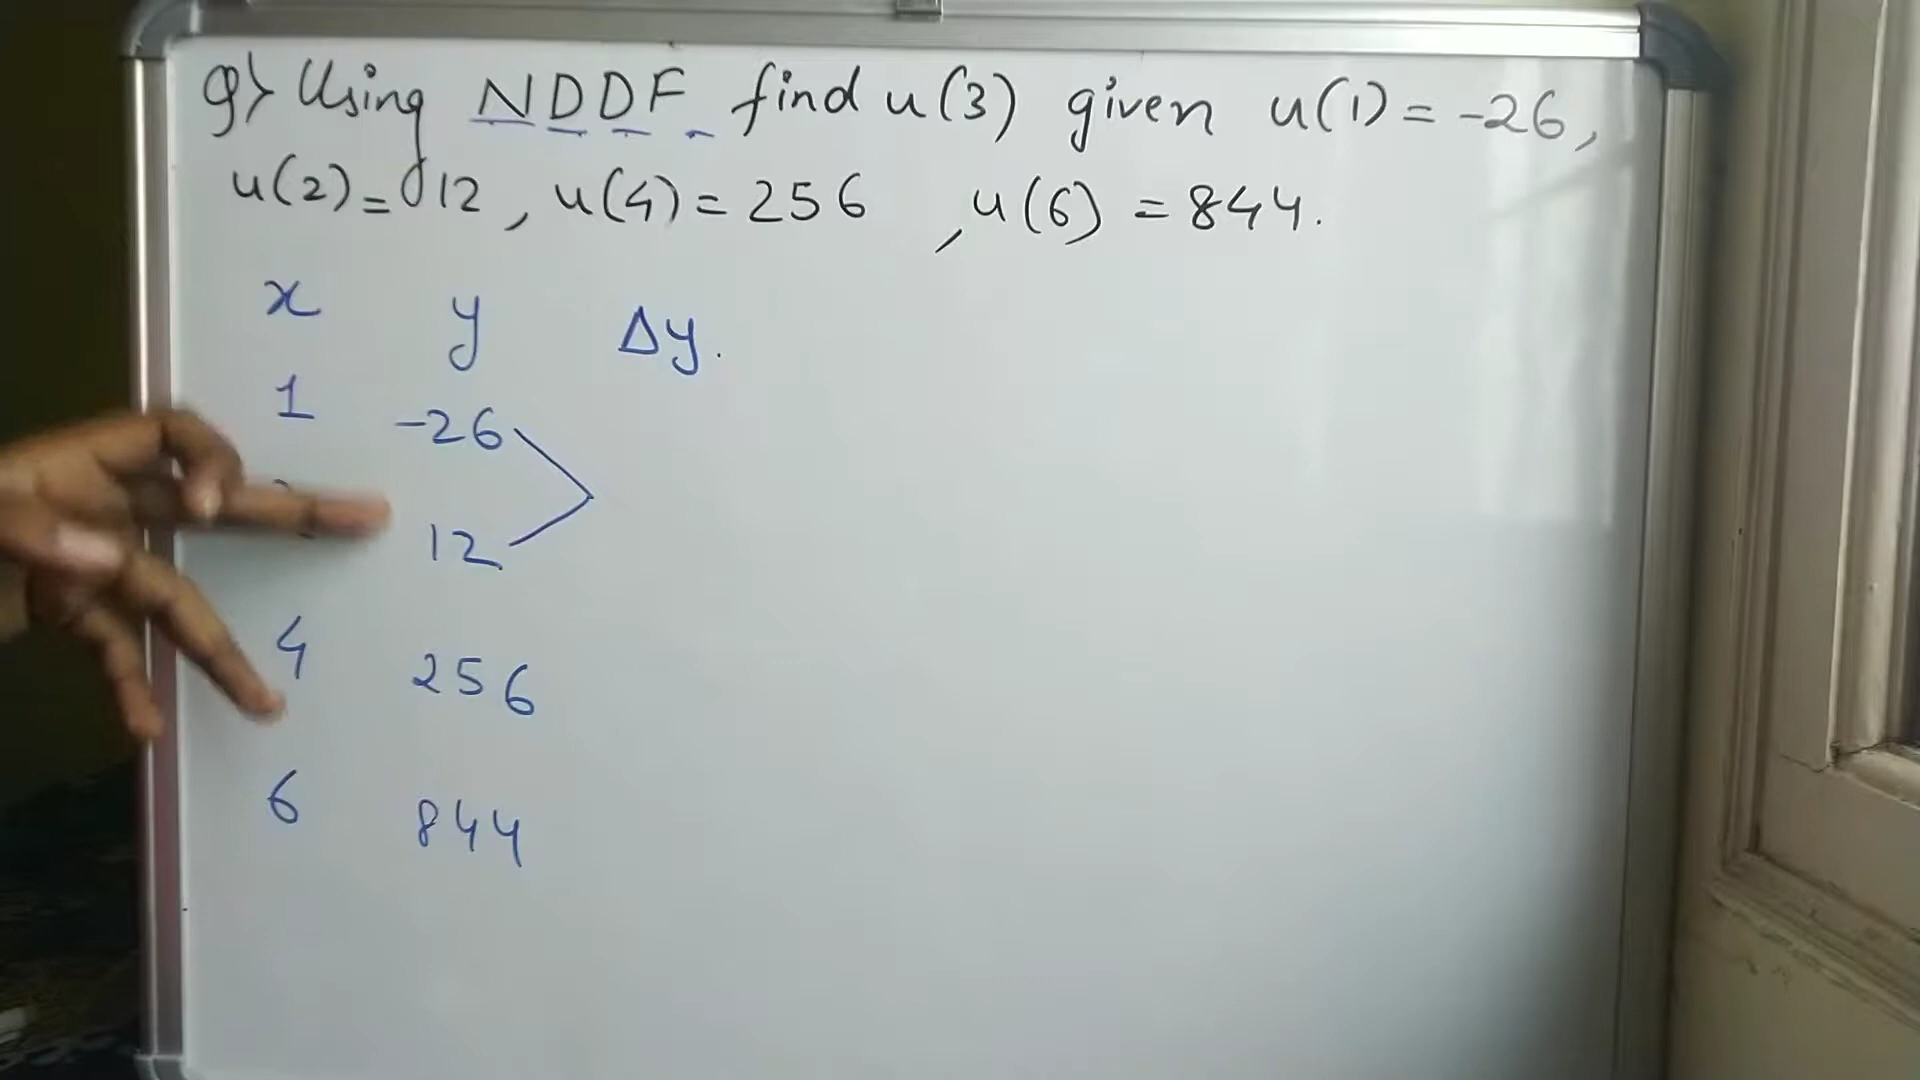 Q> Using NDDF find u(3) given u(1) = -26,
u(2) = 12, u(4) = 256 , u(6) = 844.
x y Δy.
1 -26
12
4 256
6 844